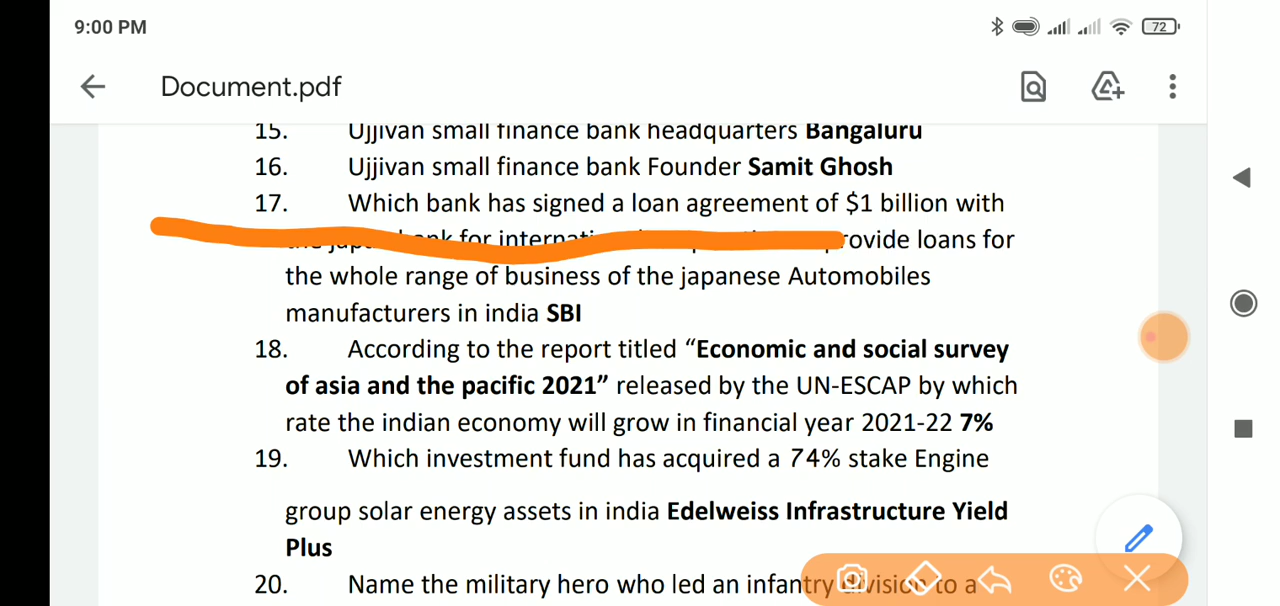 9:00 PM
72
Document.pdf
15. Ujjivan small finance bank headquarters Bangaluru
16. Ujjivan small finance bank Founder Samit Ghosh
17. Which bank has signed a loan agreement of $1 billion with
the bank for loans for
the whole range of business of the japanese Automobiles
manufacturers in india SBI
18. According to the report titled “Economic and social survey
of asia and the pacific 2021” released by the UN-ESCAP by which
rate the indian economy will grow in financial year 2021-22 7%
19. Which investment fund has acquired a 74% stake Engine
group solar energy assets in india Edelweiss Infrastructure Yield
Plus
20. Name the military hero who led an infantry division to a